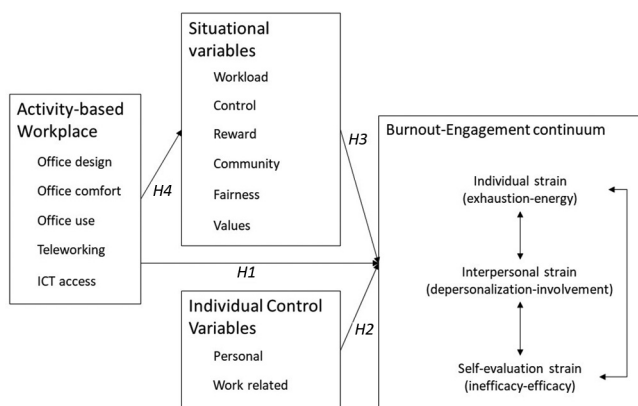 Activity-based
Workplace
Office design
Office comfort
Office use
Teleworking
ICT access
H4
Situational
variables
Workload
Control
Reward
Community
Fairness
Values
H3
H1
Individual Control
Variables
Personal
Work related
H2
Burnout-Engagement continuum
Individual strain
(exhaustion-energy)
Interpersonal strain
(depersonalization-involvement)
Self-evaluation strain
(inefficacy-efficacy)